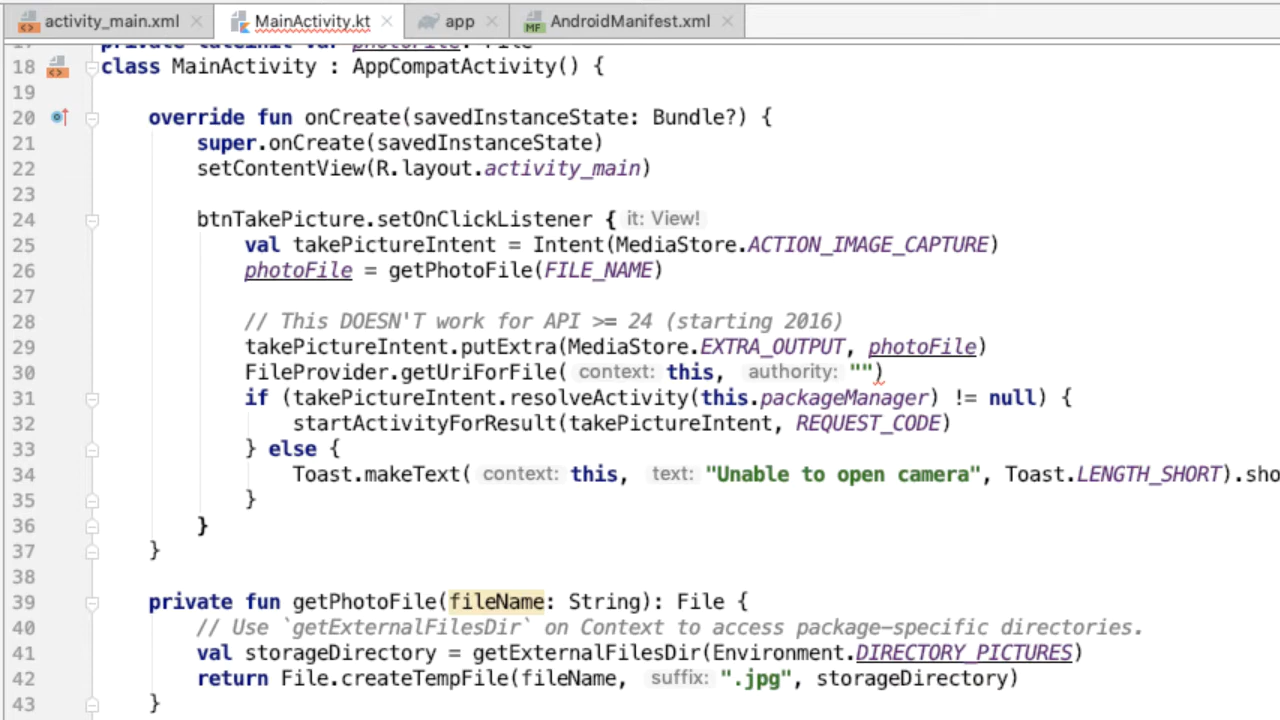 activity_main.xml MainActivity.kt app AndroidManifest.xml
17 private lateinit var photoFile: File
18 class MainActivity : AppCompatActivity() {
19
20 override fun onCreate(savedInstanceState: Bundle?) {
21 super.onCreate(savedInstanceState)
22 setContentView(R.layout.activity_main)
23
24 btnTakePicture.setOnClickListener { it: View!
25 val takePictureIntent = Intent(MediaStore.ACTION_IMAGE_CAPTURE)
26 photoFile = getPhotoFile(FILE_NAME)
27
28 // This DOESN'T work for API >= 24 (starting 2016)
29 takePictureIntent.putExtra(MediaStore.EXTRA_OUTPUT, photoFile)
30 FileProvider.getUriForFile( context: this, authority: "")
31 if (takePictureIntent.resolveActivity(this.packageManager) != null) {
32 startActivityForResult(takePictureIntent, REQUEST_CODE)
33 } else {
34 Toast.makeText( context: this, text: "Unable to open camera", Toast.LENGTH_SHORT).sho
35 }
36 }
37 }
38
39 private fun getPhotoFile(fileName: String): File {
40 // Use `getExternalFilesDir` on Context to access package-specific directories.
41 val storageDirectory = getExternalFilesDir(Environment.DIRECTORY_PICTURES)
42 return File.createTempFile(fileName, suffix: ".jpg", storageDirectory)
43 }